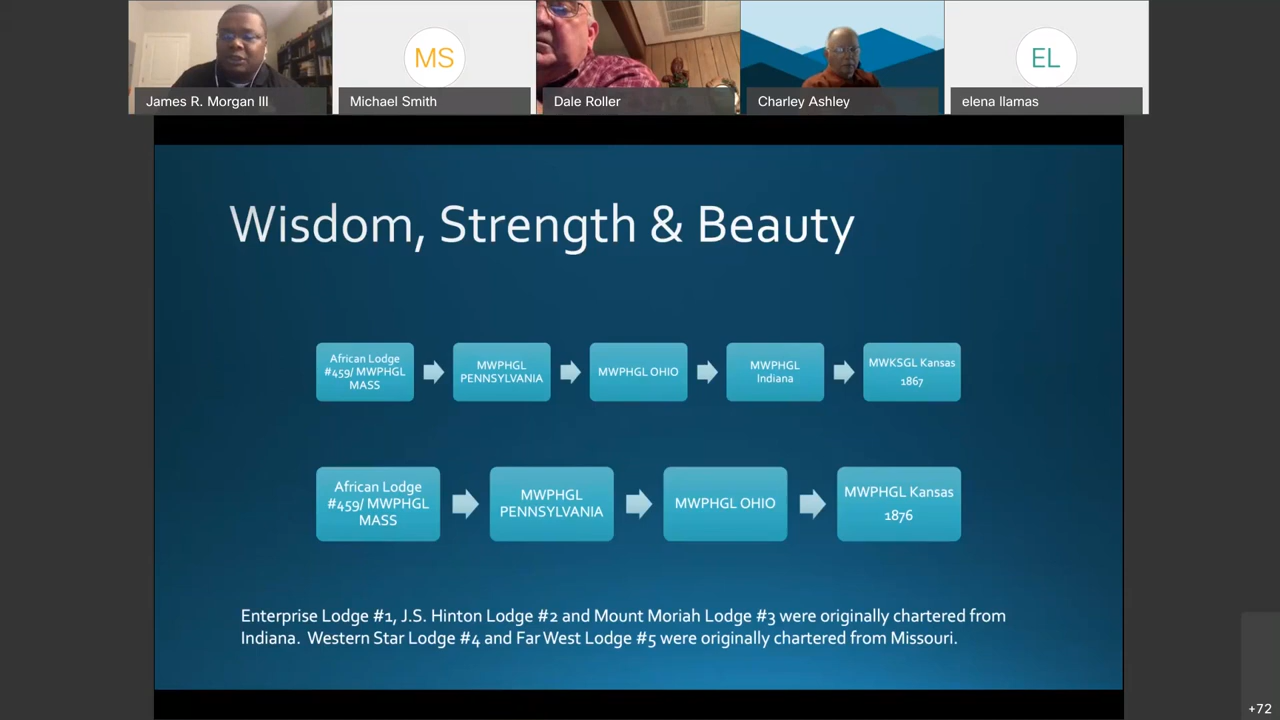 MS
EL
James R. Morgan III
Michael Smith
Dale Roller
Charley Ashley
elena llamas
Wisdom, Strength & Beauty
African Lodge
#459/ MWPHGL
MASS
MWPHGL
PENNSYLVANIA
MWPHGL OHIO
MWPHGL
Indiana
MWKSGL Kansas
1867
African Lodge
#459/ MWPHGL
MASS
MWPHGL
PENNSYLVANIA
MWPHGL OHIO
MWPHGL Kansas
1876
Enterprise Lodge #1, J.S. Hinton Lodge #2 and Mount Moriah Lodge #3 were originally chartered from
Indiana. Western Star Lodge #4 and Far West Lodge #5 were originally chartered from Missouri.
+72